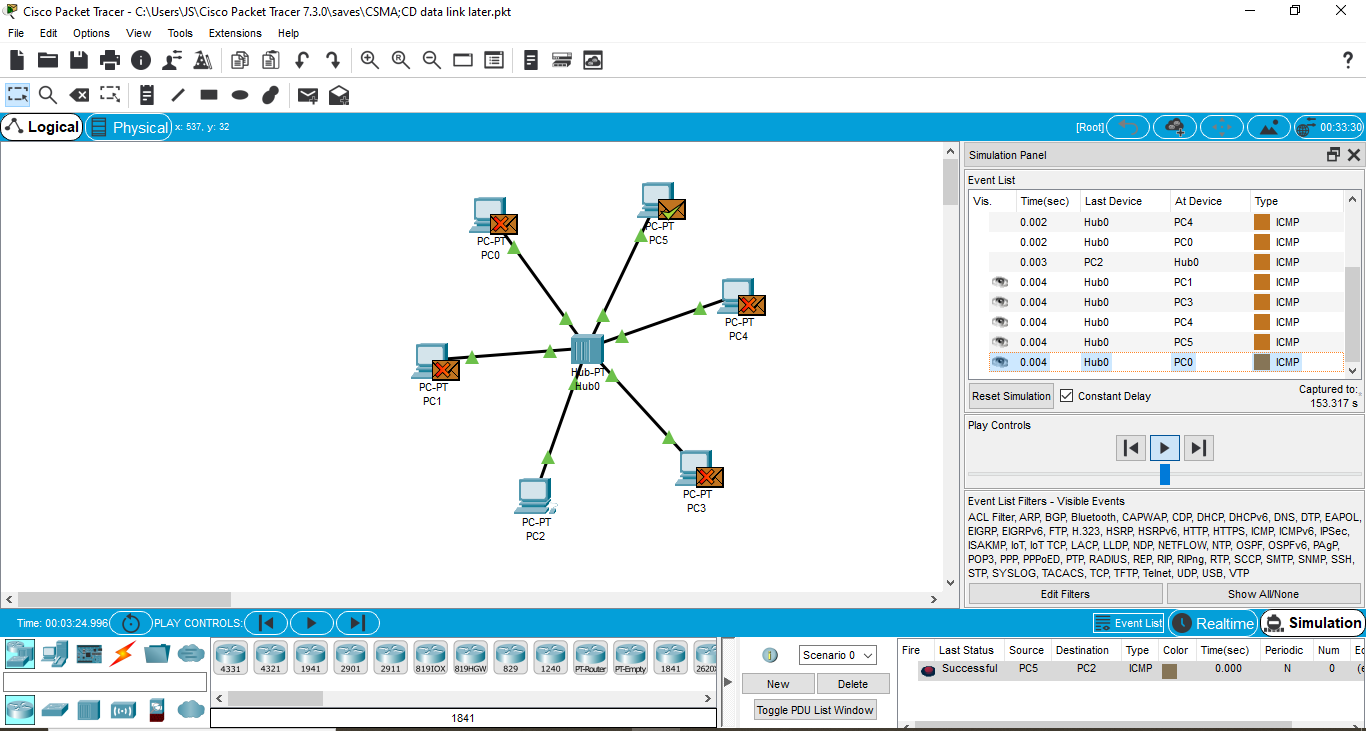 Cisco Packet Tracer - C:\Users\JS\Cisco Packet Tracer 7.3.0\saves\CSMA;CD data link later.pkt
File Edit Options View Tools Extensions Help
Logical Physical x: 537, y: 32 [Root] 00:33:30
Simulation Panel
Event List
Vis. Time(sec) Last Device At Device Type
0.002 Hub0 PC4 ICMP
0.002 Hub0 PC0 ICMP
0.003 PC2 Hub0 ICMP
0.004 Hub0 PC1 ICMP
0.004 Hub0 PC3 ICMP
0.004 Hub0 PC4 ICMP
0.004 Hub0 PC5 ICMP
0.004 Hub0 PC0 ICMP
Reset Simulation Constant Delay Captured to:
153.317 s
Play Controls
Event List Filters - Visible Events
ACL Filter, ARP, BGP, Bluetooth, CAPWAP, CDP, DHCP, DHCPv6, DNS, DTP, EAPOL,
EIGRP, EIGRPv6, FTP, H.323, HSRP, HSRPv6, HTTP, HTTPS, ICMP, ICMPv6, IPSec,
ISAKMP, IoT, IoT TCP, LACP, LLDP, NDP, NETFLOW, NTP, OSPF, OSPFv6, PAgP,
POP3, PPP, PPPoED, PTP, RADIUS, REP, RIP, RIPng, RTP, SCCP, SMTP, SNMP, SSH,
STP, SYSLOG, TACACS, TCP, TFTP, Telnet, UDP, USB, VTP
Edit Filters Show All/None
PC-PT
PC0
PC-PT
PC5
PC-PT
PC4
PC-PT
PC1
Hub-PT
Hub0
PC-PT
PC3
PC-PT
PC2
Time: 00:03:24.996 PLAY CONTROLS: Event List Realtime Simulation
4331 4321 1941 2901 2911 819IOX 819HGW 829 1240 PT-Router PT-Empty 1841 2620X
1841
Scenario 0
New Delete
Toggle PDU List Window
Fire Last Status Source Destination Type Color Time(sec) Periodic Num Ec
Successful PC5 PC2 ICMP 0.000 N 0 (e